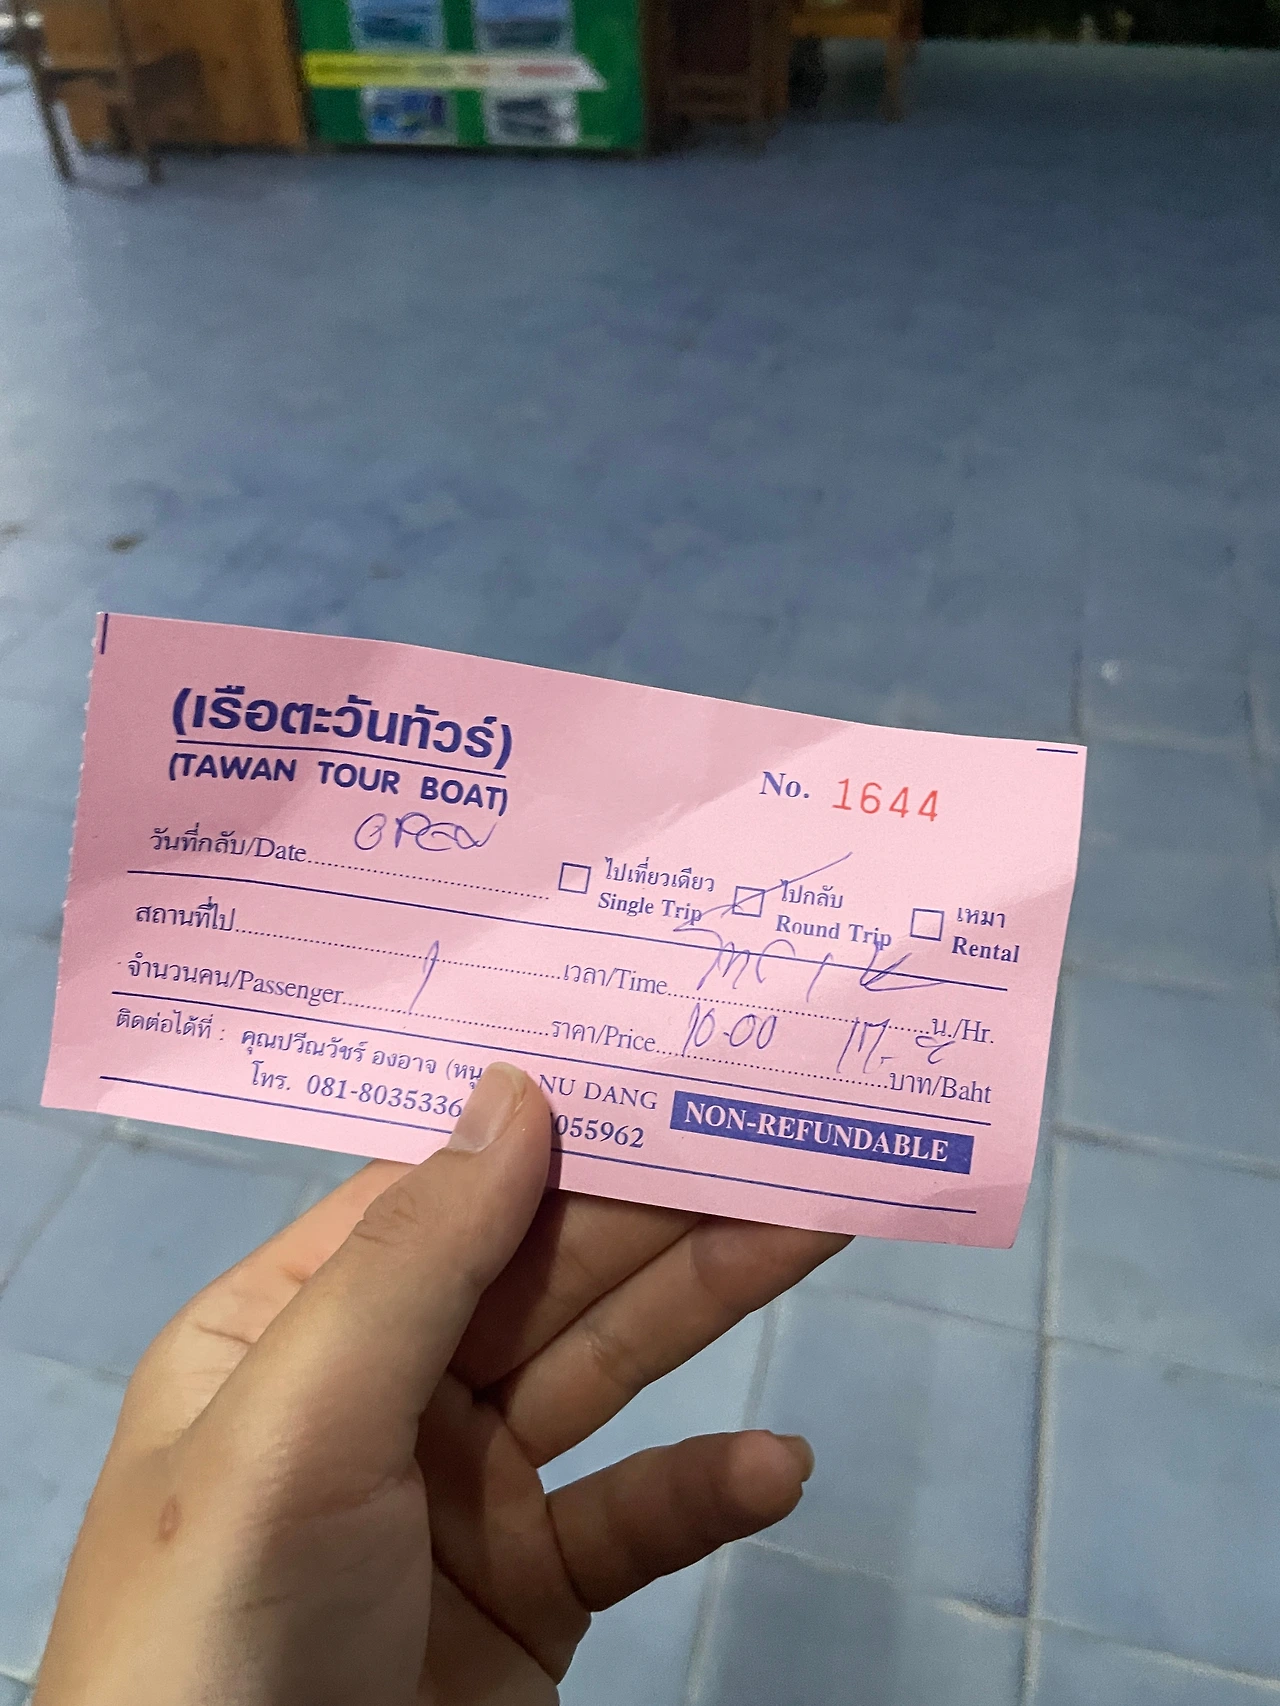 (เรือตะวันทัวร์)
(TAWAN TOUR BOAT)
No. 1644
วันที่กลับ/Date OPEN
ไปเที่ยวเดียว ไปกลับ เหมา
Single Trip Round Trip Rental
สถานที่ไป เวลา/Time น./Hr.
จำนวนคน/Passenger 1 ราคา/Price 10-00 บาท/Baht
ติดต่อได้ที่ : คุณปวีณวัชร์ องอาจ (หนู NU DANG
โทร. 081-8035336 055962
NON-REFUNDABLE